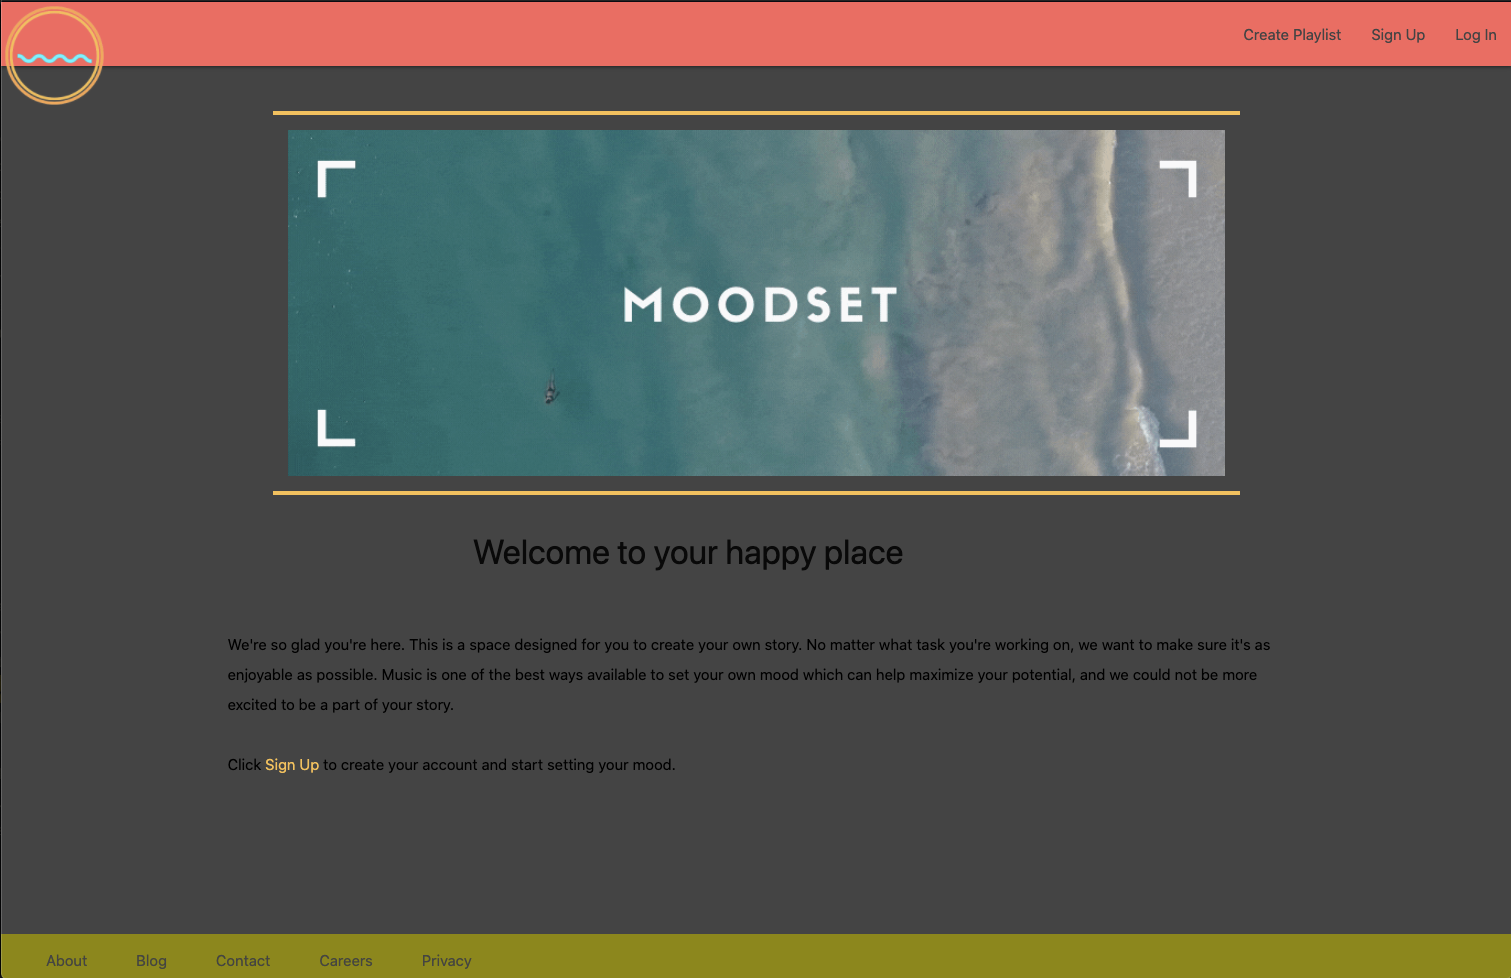 Create Playlist Sign Up Log In
MOODSET
Welcome to your happy place
We're so glad you're here. This is a space designed for you to create your own story. No matter what task you're working on, we want to make sure it's as
enjoyable as possible. Music is one of the best ways available to set your own mood which can help maximize your potential, and we could not be more
excited to be a part of your story.
Click Sign Up to create your account and start setting your mood.
About Blog Contact Careers Privacy